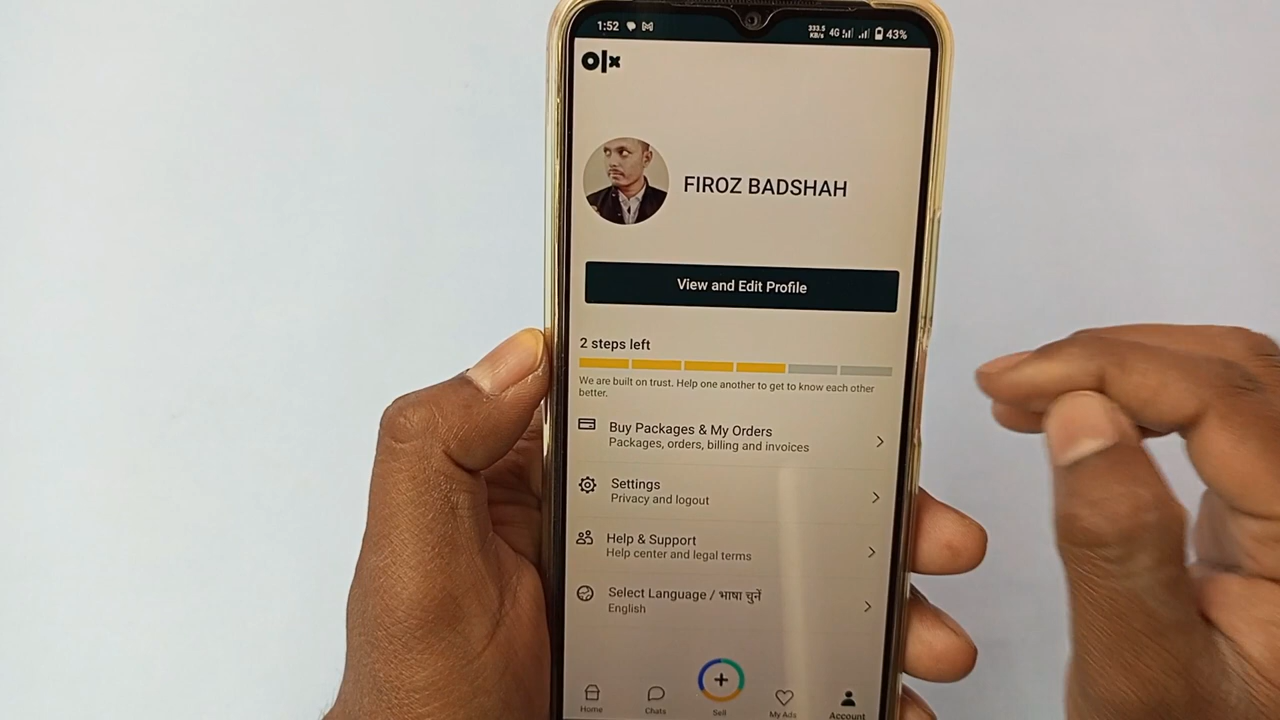 1:52
333.5 KB/s 4G 43%
olx
FIROZ BADSHAH
View and Edit Profile
2 steps left
We are built on trust. Help one another to get to know each other
better.
Buy Packages & My Orders
Packages, orders, billing and invoices
Settings
Privacy and logout
Help & Support
Help center and legal terms
Select Language / भाषा चुनें
English
Home
Chats
Sell
My Ads
Account